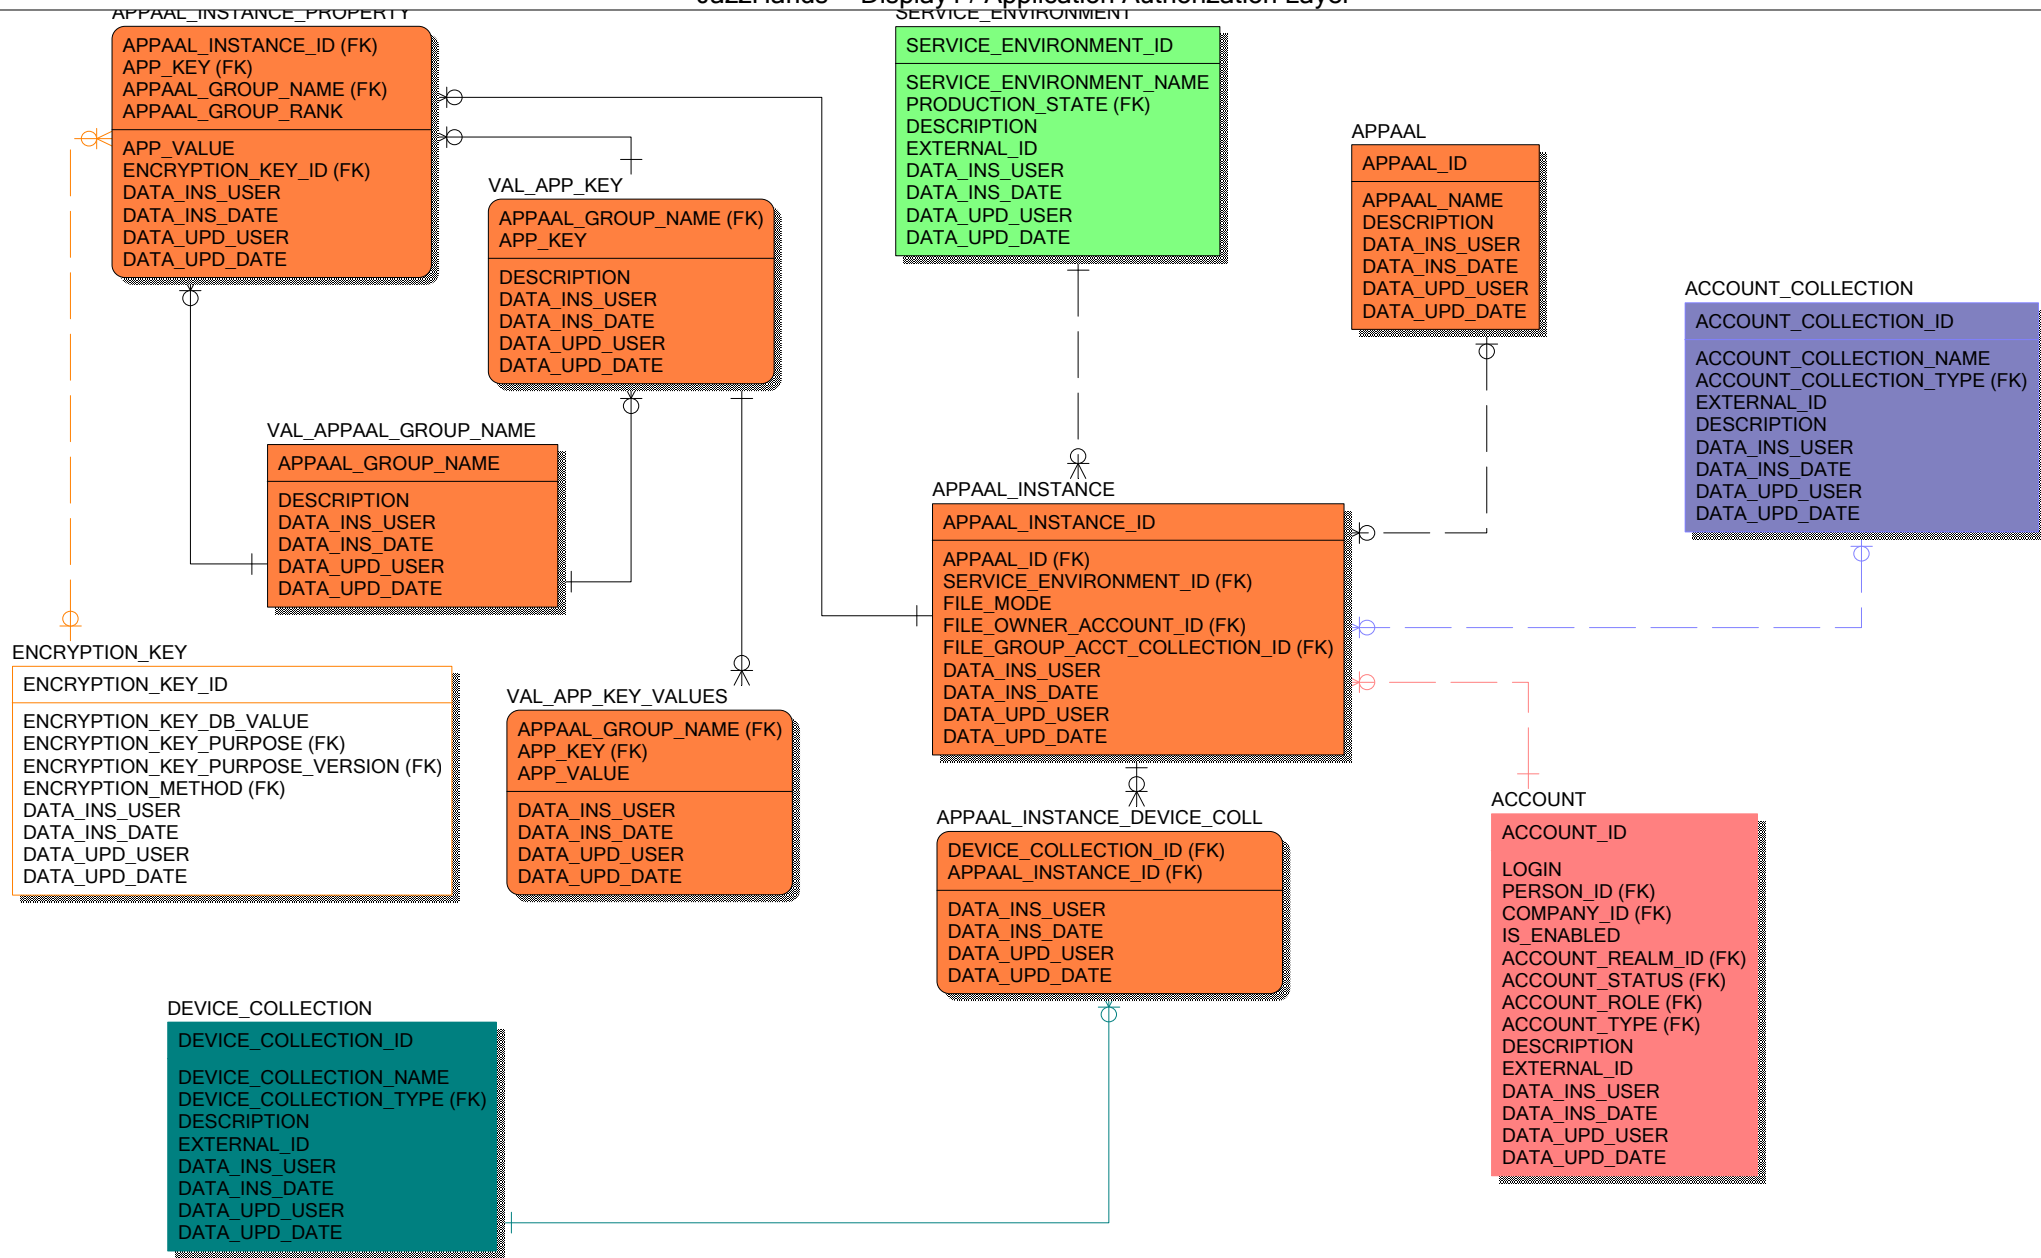 JazzHands -- Display1 / Application Authorization Layer
APPAAL_INSTANCE_PROPERTY
APPAAL_INSTANCE_ID (FK)
APP_KEY (FK)
APPAAL_GROUP_NAME (FK)
APPAAL_GROUP_RANK
APP_VALUE
ENCRYPTION_KEY_ID (FK)
DATA_INS_USER
DATA_INS_DATE
DATA_UPD_USER
DATA_UPD_DATE
SERVICE_ENVIRONMENT
SERVICE_ENVIRONMENT_ID
SERVICE_ENVIRONMENT_NAME
PRODUCTION_STATE (FK)
DESCRIPTION
EXTERNAL_ID
DATA_INS_USER
DATA_INS_DATE
DATA_UPD_USER
DATA_UPD_DATE
APPAAL
APPAAL_ID
APPAAL_NAME
DESCRIPTION
DATA_INS_USER
DATA_INS_DATE
DATA_UPD_USER
DATA_UPD_DATE
VAL_APP_KEY
APPAAL_GROUP_NAME (FK)
APP_KEY
DESCRIPTION
DATA_INS_USER
DATA_INS_DATE
DATA_UPD_USER
DATA_UPD_DATE
ACCOUNT_COLLECTION
ACCOUNT_COLLECTION_ID
ACCOUNT_COLLECTION_NAME
ACCOUNT_COLLECTION_TYPE (FK)
EXTERNAL_ID
DESCRIPTION
DATA_INS_USER
DATA_INS_DATE
DATA_UPD_USER
DATA_UPD_DATE
VAL_APPAAL_GROUP_NAME
APPAAL_GROUP_NAME
DESCRIPTION
DATA_INS_USER
DATA_INS_DATE
DATA_UPD_USER
DATA_UPD_DATE
APPAAL_INSTANCE
APPAAL_INSTANCE_ID
APPAAL_ID (FK)
SERVICE_ENVIRONMENT_ID (FK)
FILE_MODE
FILE_OWNER_ACCOUNT_ID (FK)
FILE_GROUP_ACCT_COLLECTION_ID (FK)
DATA_INS_USER
DATA_INS_DATE
DATA_UPD_USER
DATA_UPD_DATE
ENCRYPTION_KEY
ENCRYPTION_KEY_ID
ENCRYPTION_KEY_DB_VALUE
ENCRYPTION_KEY_PURPOSE (FK)
ENCRYPTION_KEY_PURPOSE_VERSION (FK)
ENCRYPTION_METHOD (FK)
DATA_INS_USER
DATA_INS_DATE
DATA_UPD_USER
DATA_UPD_DATE
VAL_APP_KEY_VALUES
APPAAL_GROUP_NAME (FK)
APP_KEY (FK)
APP_VALUE
DATA_INS_USER
DATA_INS_DATE
DATA_UPD_USER
DATA_UPD_DATE
APPAAL_INSTANCE_DEVICE_COLL
DEVICE_COLLECTION_ID (FK)
APPAAL_INSTANCE_ID (FK)
DATA_INS_USER
DATA_INS_DATE
DATA_UPD_USER
DATA_UPD_DATE
ACCOUNT
ACCOUNT_ID
LOGIN
PERSON_ID (FK)
COMPANY_ID (FK)
IS_ENABLED
ACCOUNT_REALM_ID (FK)
ACCOUNT_STATUS (FK)
ACCOUNT_ROLE (FK)
ACCOUNT_TYPE (FK)
DESCRIPTION
EXTERNAL_ID
DATA_INS_USER
DATA_INS_DATE
DATA_UPD_USER
DATA_UPD_DATE
DEVICE_COLLECTION
DEVICE_COLLECTION_ID
DEVICE_COLLECTION_NAME
DEVICE_COLLECTION_TYPE (FK)
DESCRIPTION
EXTERNAL_ID
DATA_INS_USER
DATA_INS_DATE
DATA_UPD_USER
DATA_UPD_DATE